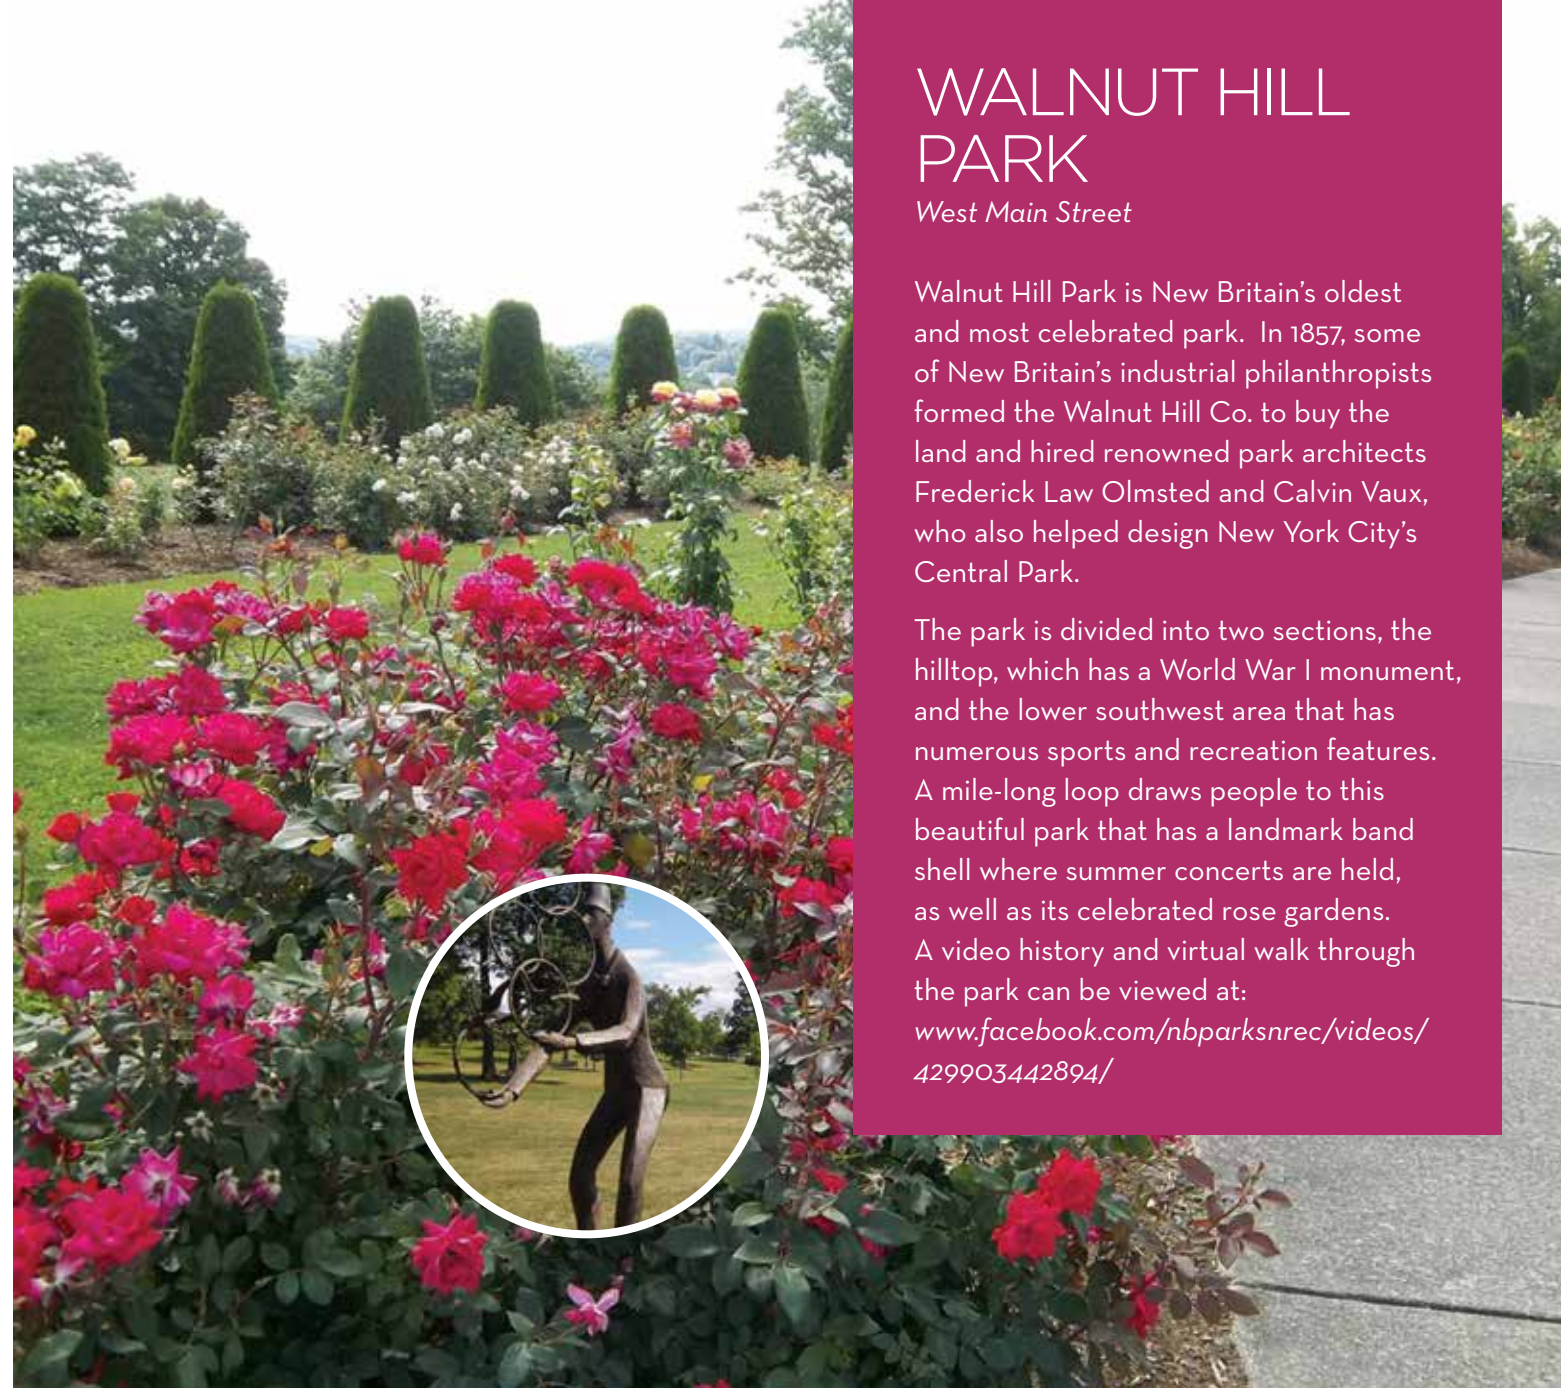 WALNUT HILL
PARK
West Main Street
Walnut Hill Park is New Britain's oldest
and most celebrated park.  In 1857, some
of New Britain's industrial philanthropists
formed the Walnut Hill Co. to buy the
land and hired renowned park architects
Frederick Law Olmsted and Calvin Vaux,
who also helped design New York City's
Central Park.
The park is divided into two sections, the
hilltop, which has a World War I monument,
and the lower southwest area that has
numerous sports and recreation features.
A mile-long loop draws people to this
beautiful park that has a landmark band
shell where summer concerts are held,
as well as its celebrated rose gardens.
A video history and virtual walk through
the park can be viewed at:
www.facebook.com/nbparksnrec/videos/
429903442894/